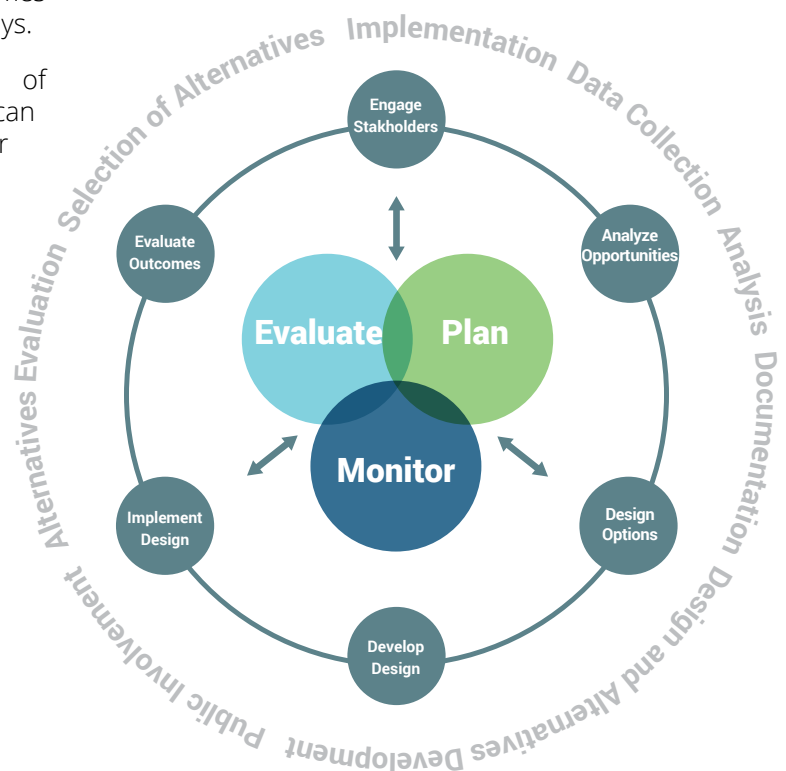 ys.
of
can
r
Implementation
Data Collection
Analysis
Documentation
Design and Alternatives Development
Public Involvement
Alternatives Evaluation
Selection of Alternatives
Engage
Stakholders
Analyze
Opportunities
Design
Options
Develop
Design
Implement
Design
Evaluate
Outcomes
Evaluate
Plan
Monitor